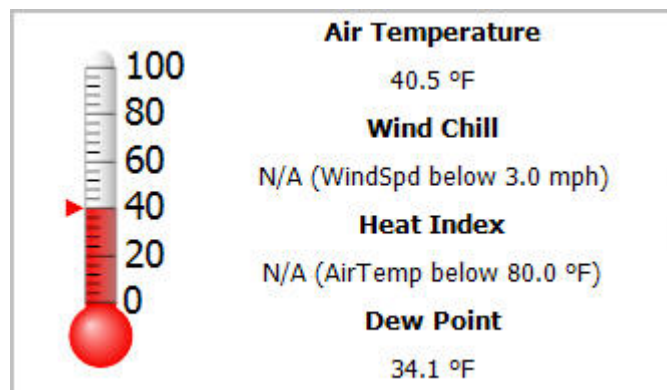 100
80
60
40
20
0
Air Temperature
40.5 ºF
Wind Chill
N/A (WindSpd below 3.0 mph)
Heat Index
N/A (AirTemp below 80.0 ºF)
Dew Point
34.1 ºF